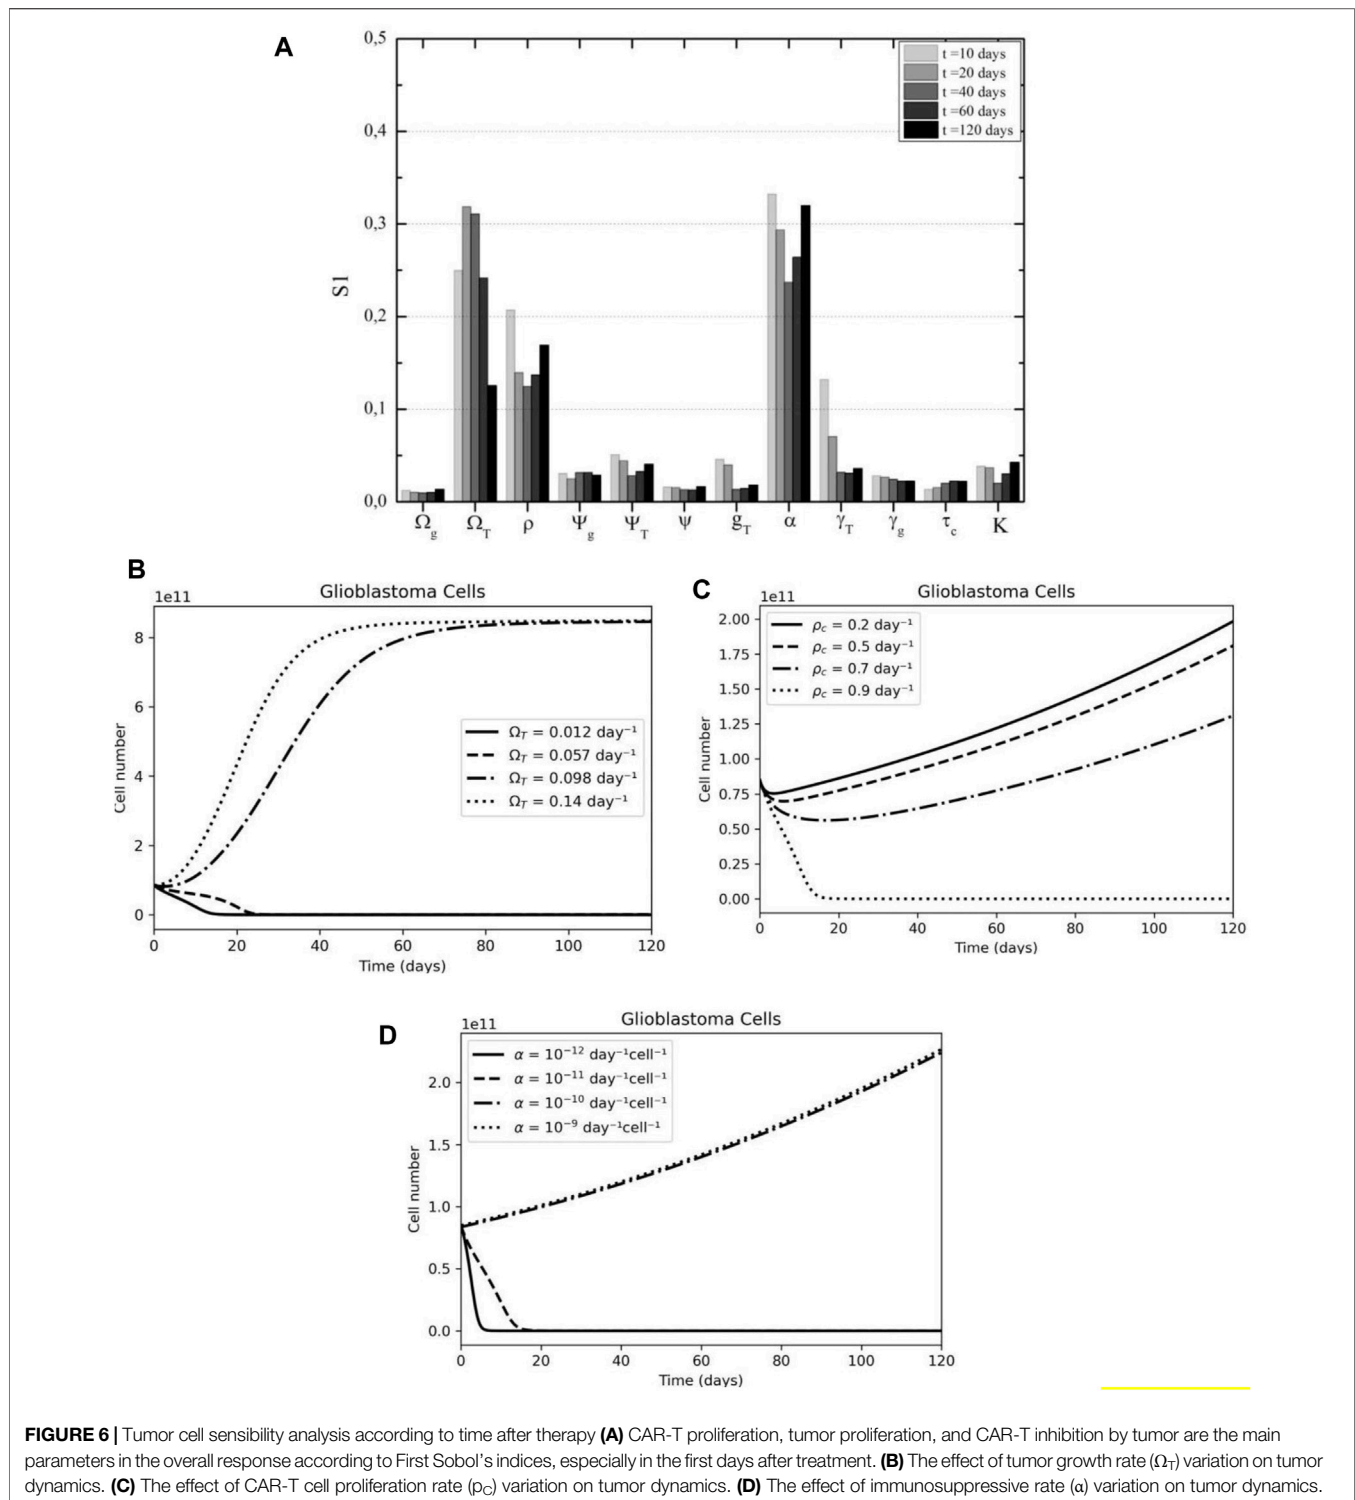 A
0,5
0,4
0,3
0,2
0,1
0,0
S1
t =10 days
t =20 days
t =40 days
t =60 days
t =120 days
Ωg ΩT ρ Ψg ΨT ψ gT α γT γg τc K
B
Glioblastoma Cells
1e11
8
6
4
2
0
Cell number
ΩT = 0.012 day⁻¹
ΩT = 0.057 day⁻¹
ΩT = 0.098 day⁻¹
ΩT = 0.14 day⁻¹
0 20 40 60 80 100 120
Time (days)
C
Glioblastoma Cells
1e11
2.00
1.75
1.50
1.25
1.00
0.75
0.50
0.25
0.00
Cell number
ρc = 0.2 day⁻¹
ρc = 0.5 day⁻¹
ρc = 0.7 day⁻¹
ρc = 0.9 day⁻¹
0 20 40 60 80 100 120
Time (days)
D
Glioblastoma Cells
1e11
2.0
1.5
1.0
0.5
0.0
Cell number
α = 10⁻¹² day⁻¹cell⁻¹
α = 10⁻¹¹ day⁻¹cell⁻¹
α = 10⁻¹⁰ day⁻¹cell⁻¹
α = 10⁻⁹ day⁻¹cell⁻¹
0 20 40 60 80 100 120
Time (days)
FIGURE 6 | Tumor cell sensibility analysis according to time after therapy (A) CAR-T proliferation, tumor proliferation, and CAR-T inhibition by tumor are the main
parameters in the overall response according to First Sobol's indices, especially in the first days after treatment. (B) The effect of tumor growth rate (ΩT) variation on tumor
dynamics. (C) The effect of CAR-T cell proliferation rate (pC) variation on tumor dynamics. (D) The effect of immunosuppressive rate (α) variation on tumor dynamics.